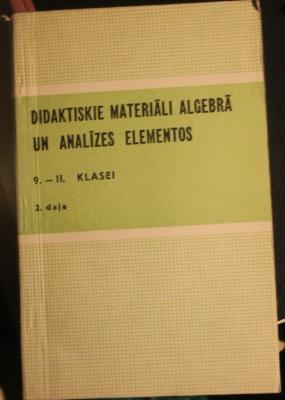 DIDAKTISKIE MATERIĀLI ALGEBRĀ
UN ANALĪZES ELEMENTOS
9. – 11. KLASEI
2. daļa